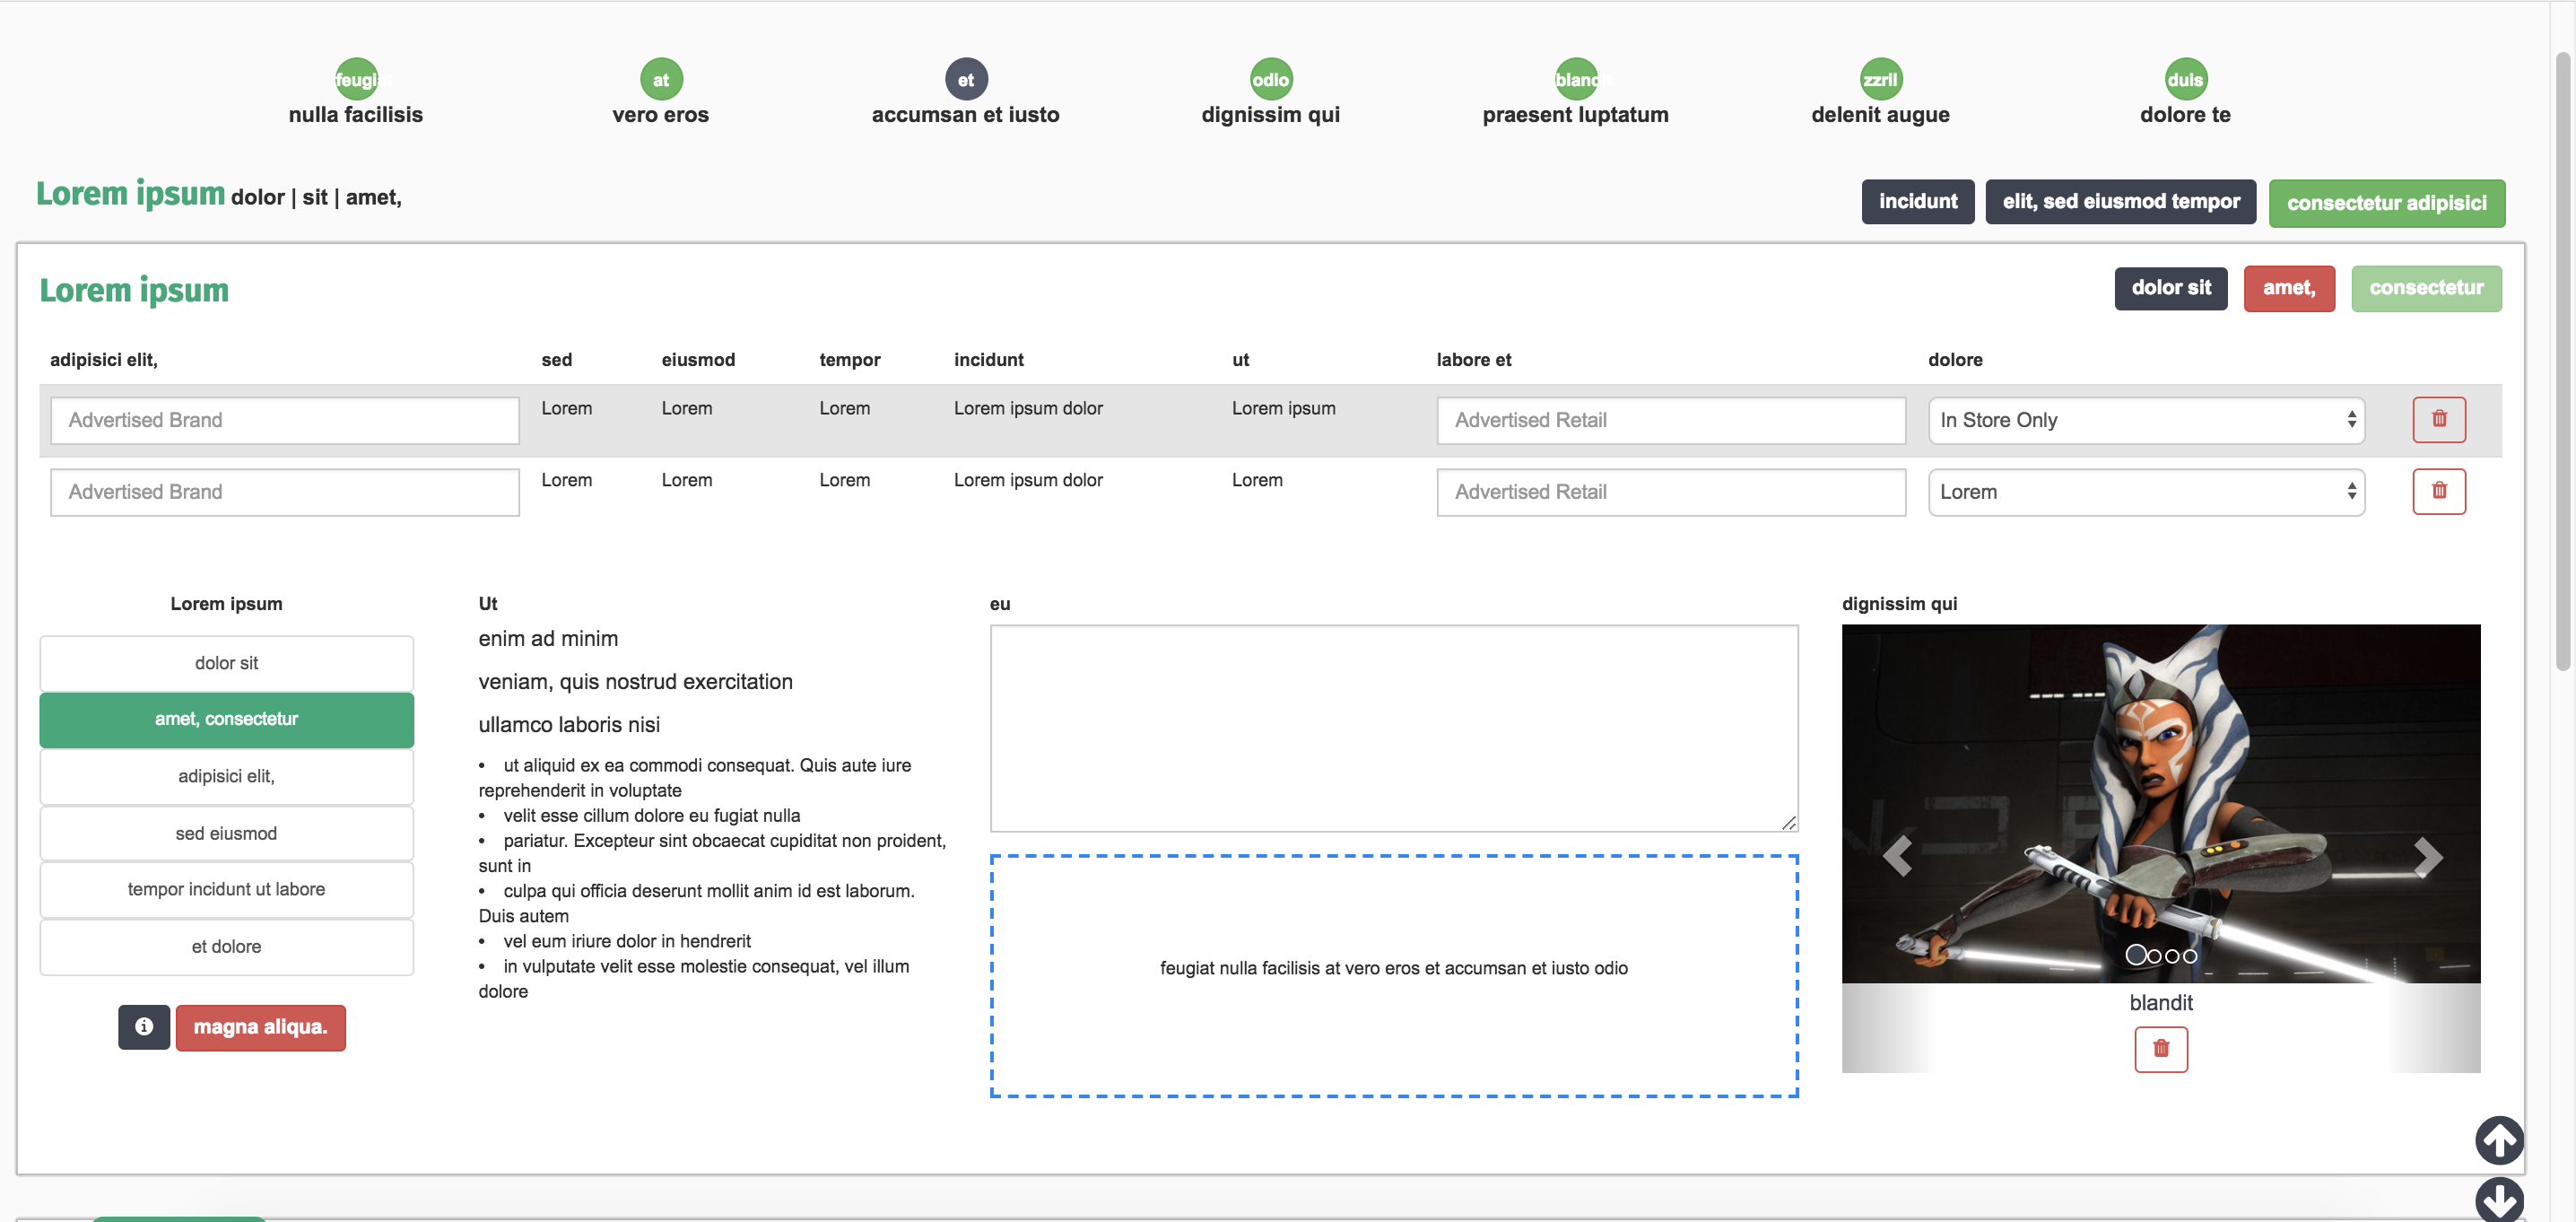 feugi at et odio bland zzril duis
nulla facilisis vero eros accumsan et iusto dignissim qui praesent luptatum delenit augue dolore te
Lorem ipsum dolor | sit | amet, incidunt elit, sed eiusmod tempor consectetur adipisici
Lorem ipsum dolor sit amet, consectetur
adipisici elit, sed eiusmod tempor incidunt ut labore et dolore
Advertised Brand Lorem Lorem Lorem Lorem ipsum dolor Lorem ipsum Advertised Retail In Store Only
Advertised Brand Lorem Lorem Lorem Lorem ipsum dolor Lorem Advertised Retail Lorem
Lorem ipsum
dolor sit
amet, consectetur
adipisici elit,
sed eiusmod
tempor incidunt ut labore
et dolore
magna aliqua.
Ut
enim ad minim
veniam, quis nostrud exercitation
ullamco laboris nisi
• ut aliquid ex ea commodi consequat. Quis aute iure
reprehenderit in voluptate
• velit esse cillum dolore eu fugiat nulla
• pariatur. Excepteur sint obcaecat cupiditat non proident,
sunt in
• culpa qui officia deserunt mollit anim id est laborum.
Duis autem
• vel eum iriure dolor in hendrerit
• in vulputate velit esse molestie consequat, vel illum
dolore
eu
feugiat nulla facilisis at vero eros et accumsan et iusto odio
dignissim qui
blandit